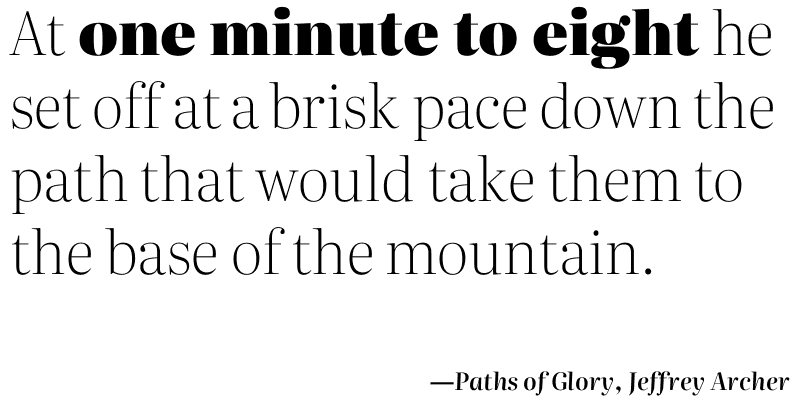 At one minute to eight he
set off at a brisk pace down the
path that would take them to
the base of the mountain.
—Paths of Glory, Jeffrey Archer